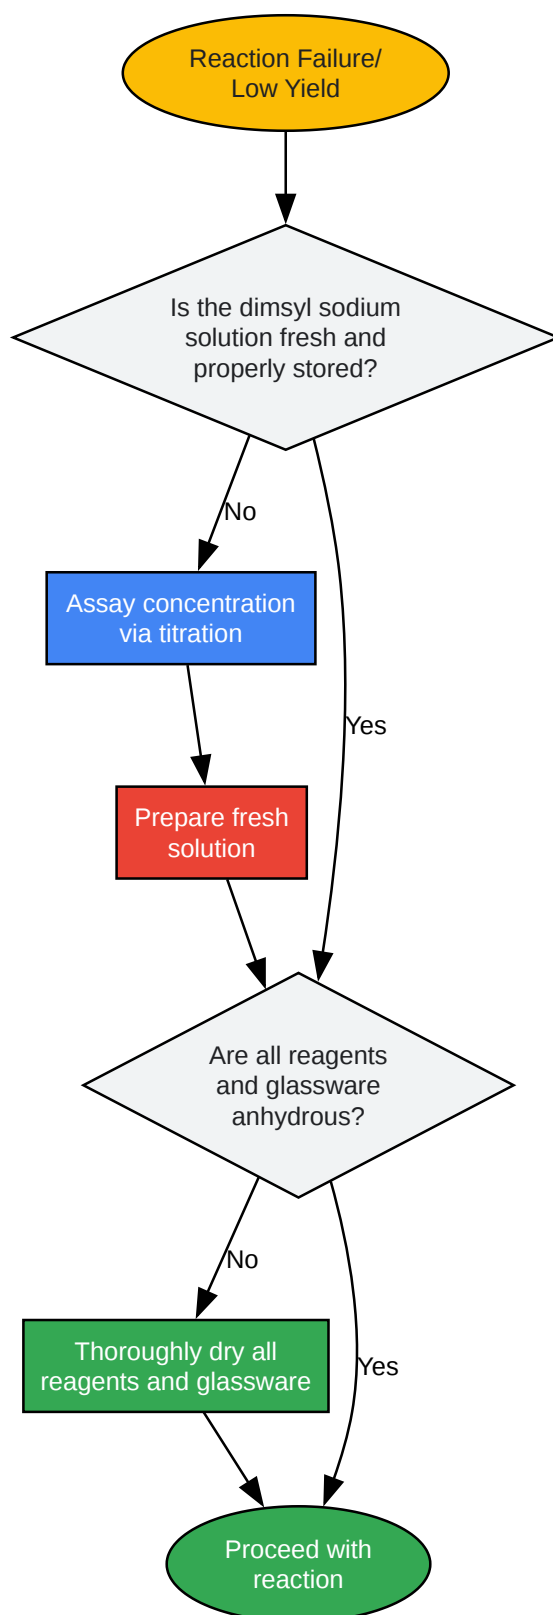 Reaction Failure/
Low Yield
Is the dimsyl sodium
solution fresh and
properly stored?
No
Assay concentration
via titration
Yes
Prepare fresh
solution
Are all reagents
and glassware
anhydrous?
No
Thoroughly dry all
reagents and glassware
Yes
Proceed with
reaction